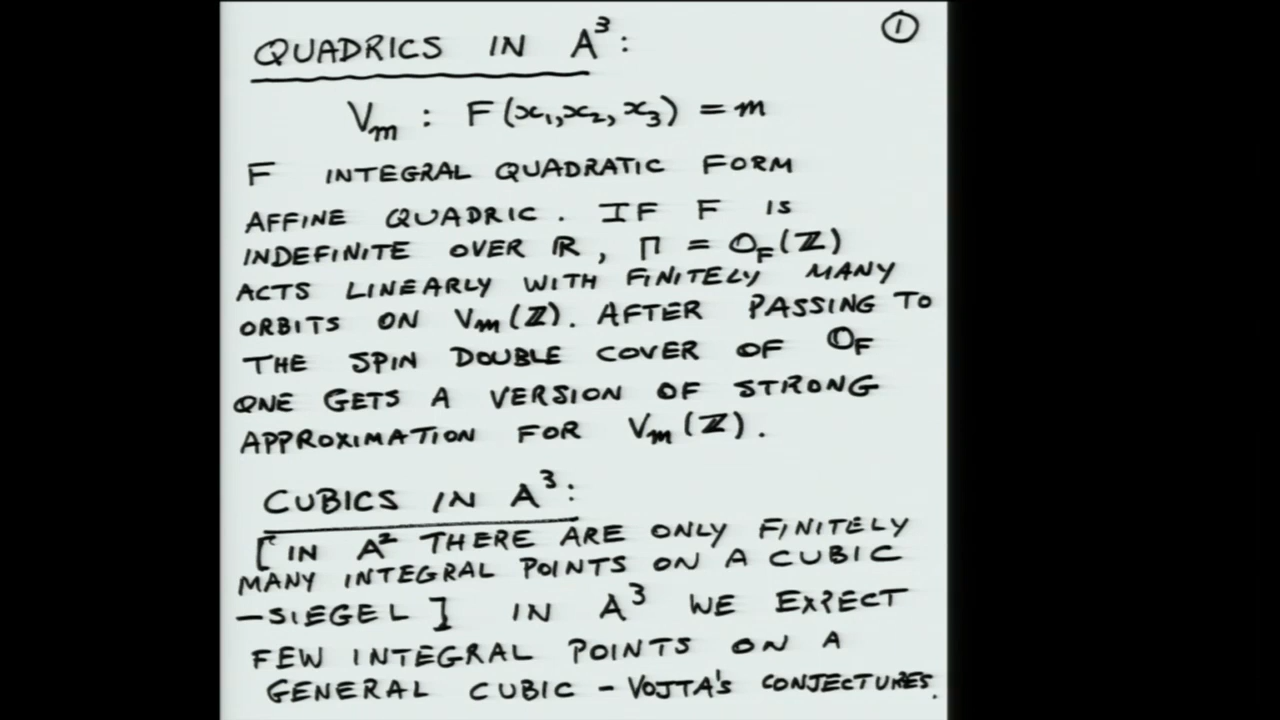 ①
QUADRICS IN A³:
Vₘ : F(x₁,x₂,x₃) = m
F INTEGRAL QUADRATIC FORM
AFFINE QUADRIC. IF F IS
INDEFINITE OVER ℝ, Γ = O_F(ℤ)
ACTS LINEARLY WITH FINITELY MANY
ORBITS ON Vₘ(ℤ). AFTER PASSING TO
THE SPIN DOUBLE COVER OF O_F
ONE GETS A VERSION OF STRONG
APPROXIMATION FOR Vₘ(ℤ).
CUBICS IN A³:
[IN A² THERE ARE ONLY FINITELY
MANY INTEGRAL POINTS ON A CUBIC
–SIEGEL] IN A³ WE EXPECT
FEW INTEGRAL POINTS ON A
GENERAL CUBIC – VOJTA'S CONJECTURES.